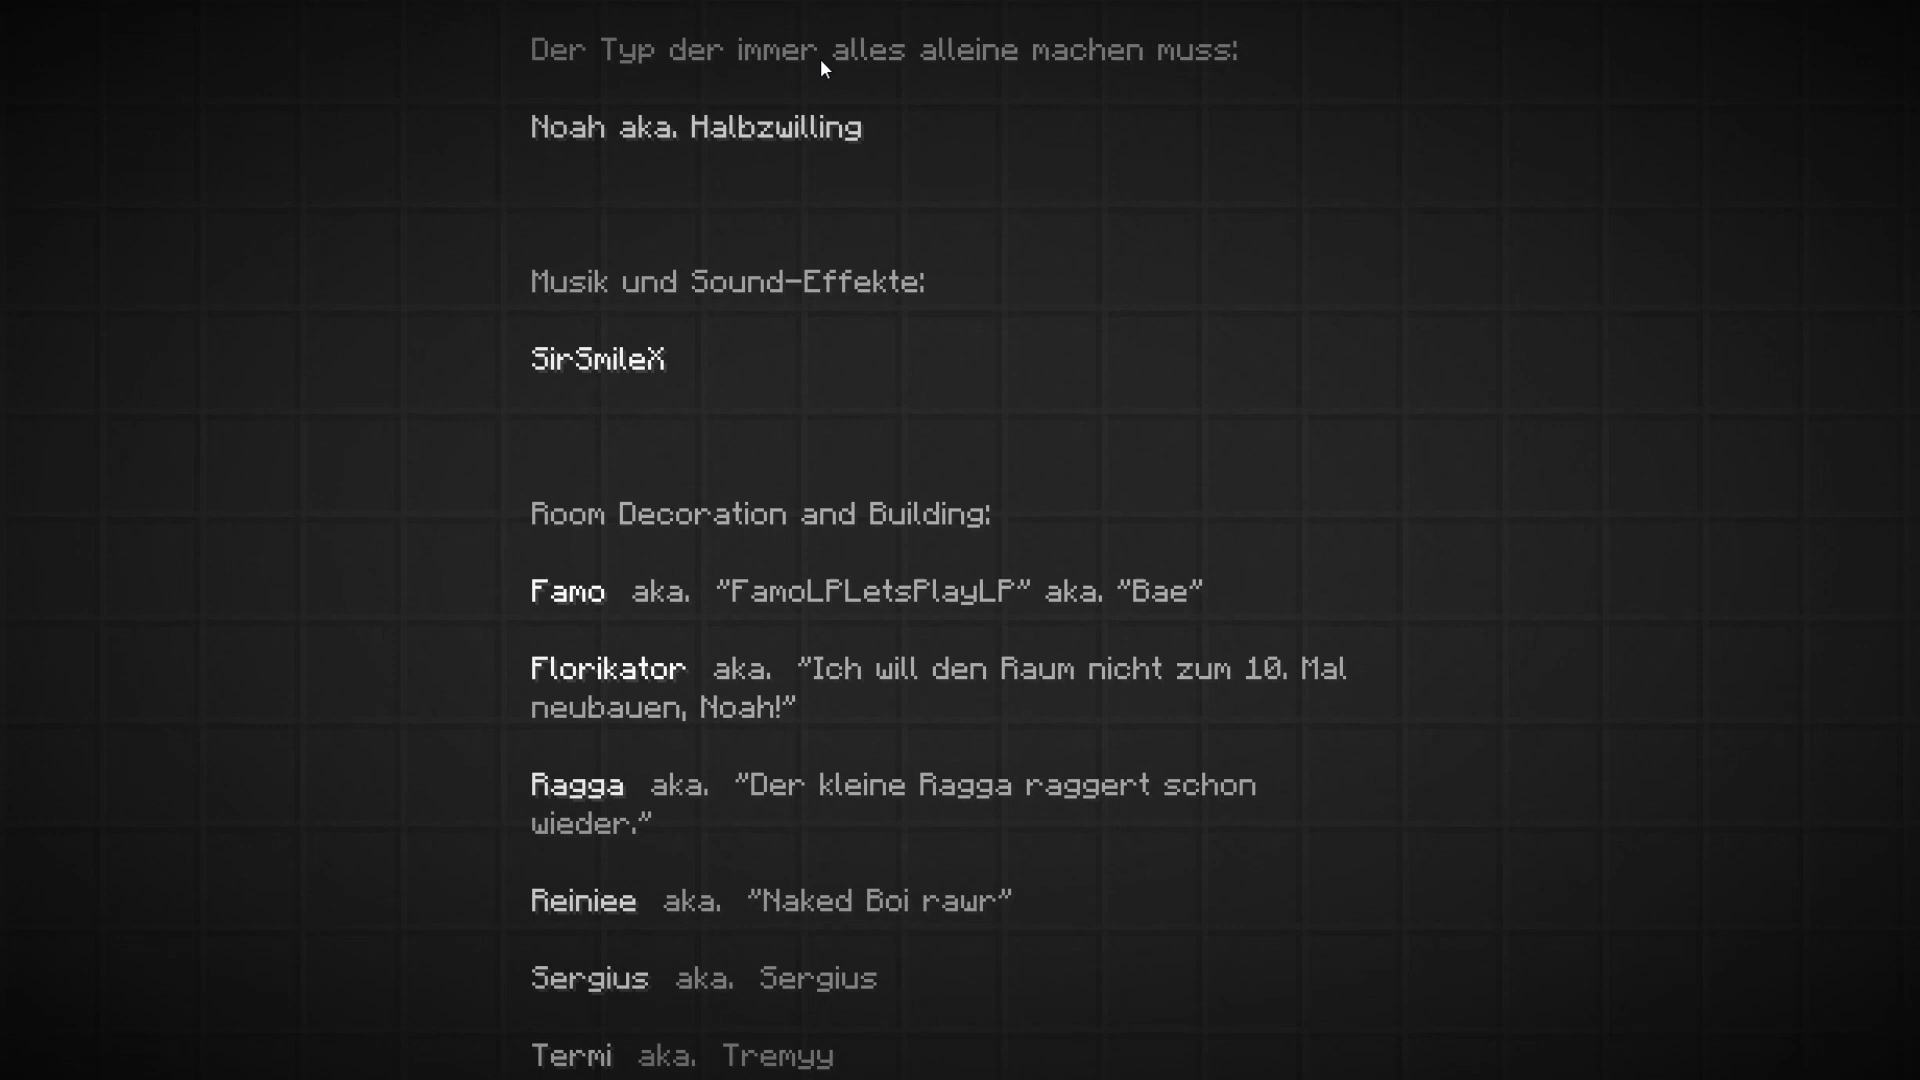 Der Typ der immer alles alleine machen muss:
Noah aka. Halbzwilling
Musik und Sound-Effekte:
SirSmileX
Room Decoration and Building:
Famo aka. "FamoLPLetsPlayLP" aka. "Bae"
Florikator aka. "Ich will den Raum nicht zum 10. Mal
neubauen, Noah!"
Ragga aka. "Der kleine Ragga raggert schon
wieder."
Reiniee aka. "Naked Boi rawr"
Sergius aka. Sergius
Termi aka. Tremyy